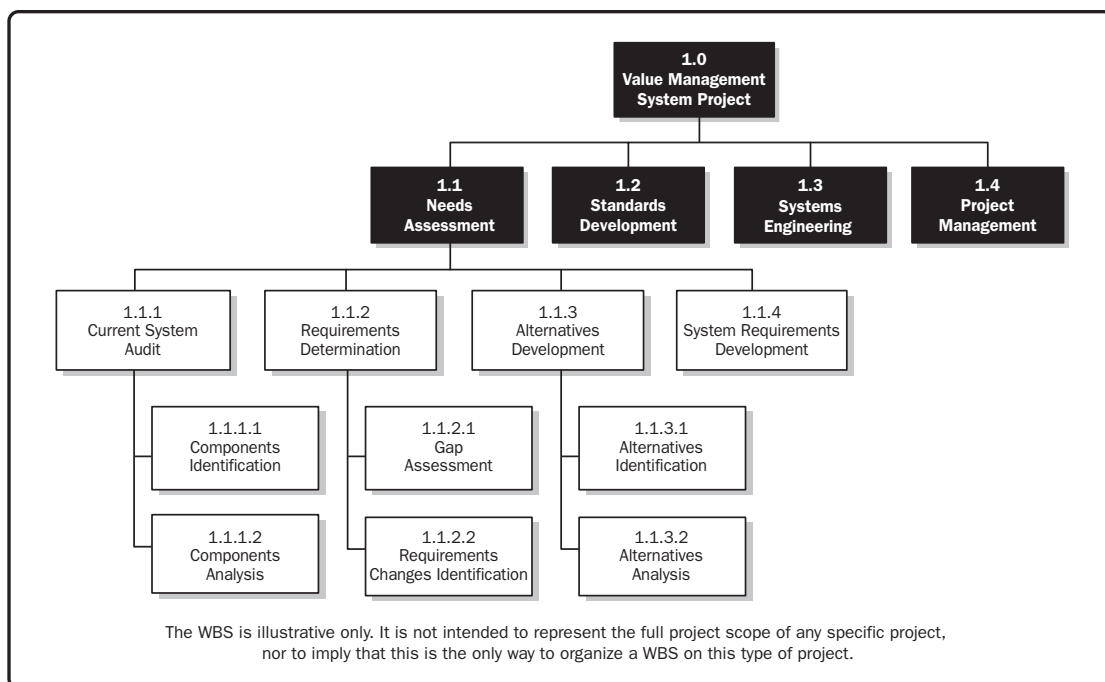 1.0
Value Management
System Project
1.1
Needs
Assessment
1.2
Standards
Development
1.3
Systems
Engineering
1.4
Project
Management
1.1.1
Current System
Audit
1.1.2
Requirements
Determination
1.1.3
Alternatives
Development
1.1.4
System Requirements
Development
1.1.1.1
Components
Identification
1.1.2.1
Gap
Assessment
1.1.3.1
Alternatives
Identification
1.1.1.2
Components
Analysis
1.1.2.2
Requirements
Changes Identification
1.1.3.2
Alternatives
Analysis
The WBS is illustrative only. It is not intended to represent the full project scope of any specific project,
nor to imply that this is the only way to organize a WBS on this type of project.